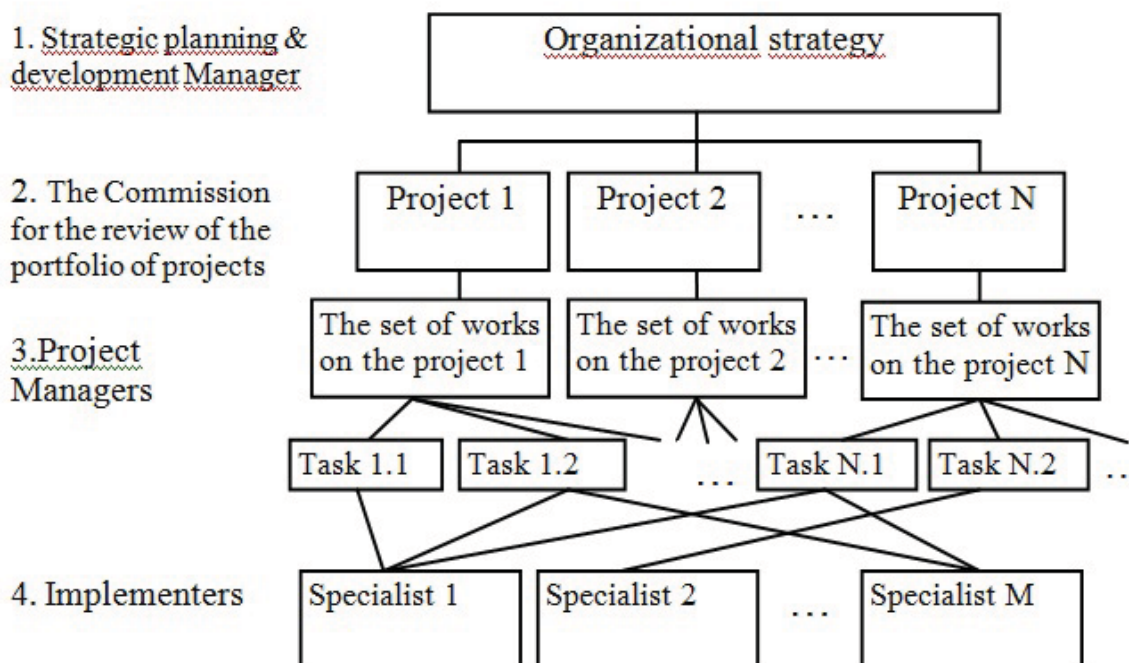 1. Strategic planning &
development Manager
Organizational strategy
2. The Commission
for the review of the
portfolio of projects
Project 1
Project 2
...
Project N
3.Project
Managers
The set of works
on the project 1
The set of works
on the project 2
...
The set of works
on the project N
Task 1.1
Task 1.2
...
Task N.1
Task N.2
...
4. Implementers
Specialist 1
Specialist 2
...
Specialist M